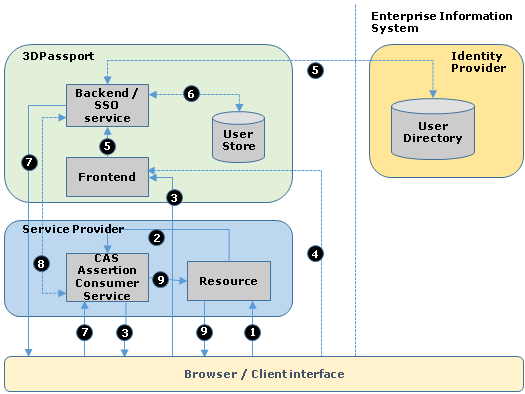 Enterprise Information
System
3DPassport
Identity
Provider
5
Backend /
SSO
service
6
User
Store
User
Directory
5
7
Frontend
3
Service Provider
2
4
8
CAS
Assertion
Consumer
Service
9
Resource
7
3
9
1
Browser / Client interface